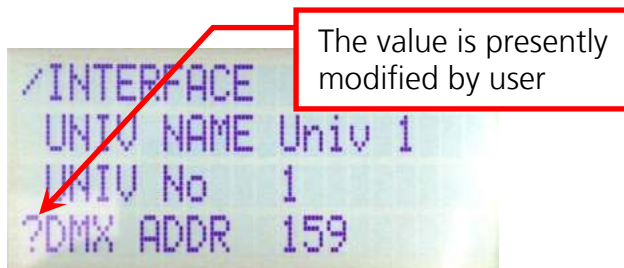 The value is presently
modified by user
/INTERFACE
UNIV NAME Univ 1
UNIV No 1
?DMX ADDR 159